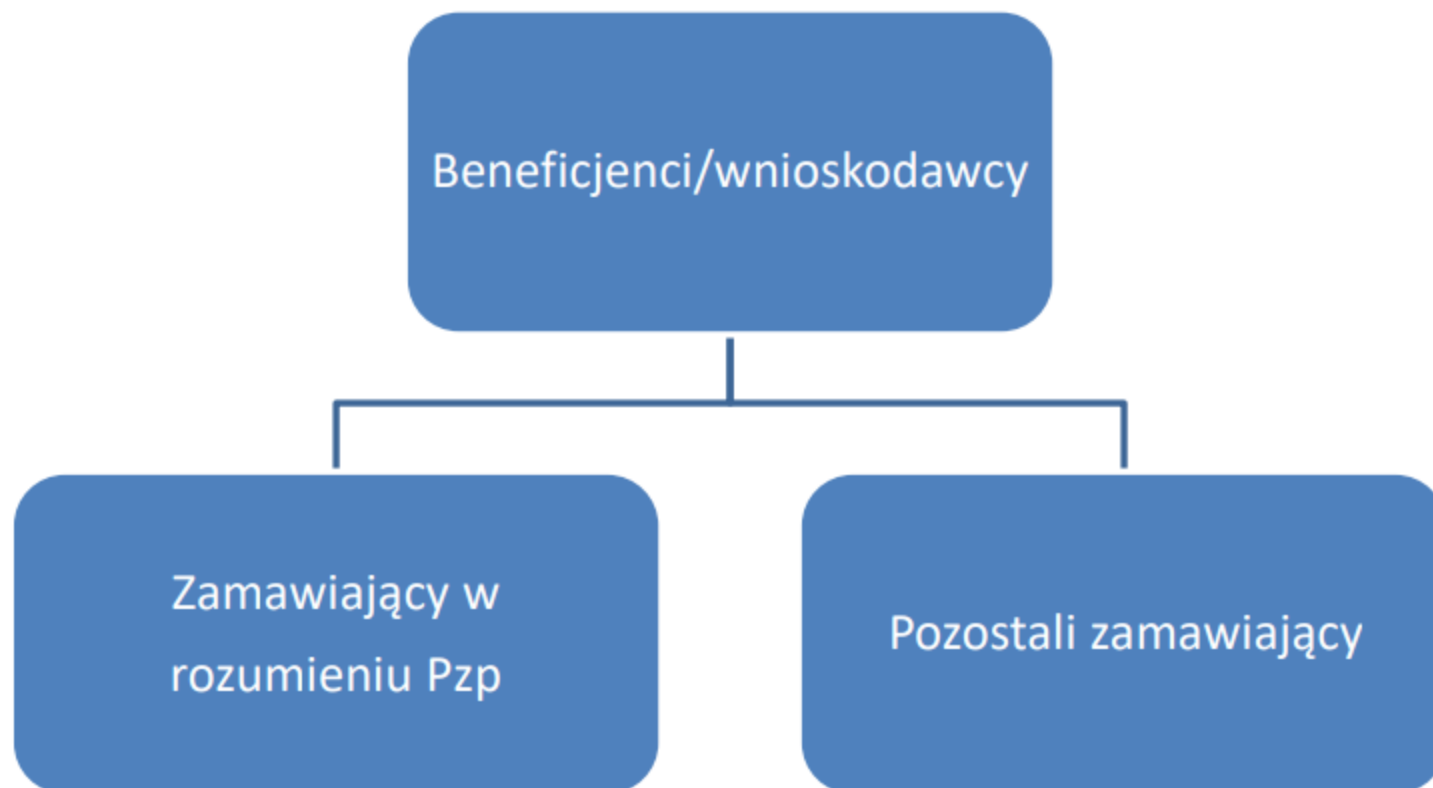 Beneficjenci/wnioskodawcy
Zamawiający w
rozumieniu Pzp
Pozostali zamawiający